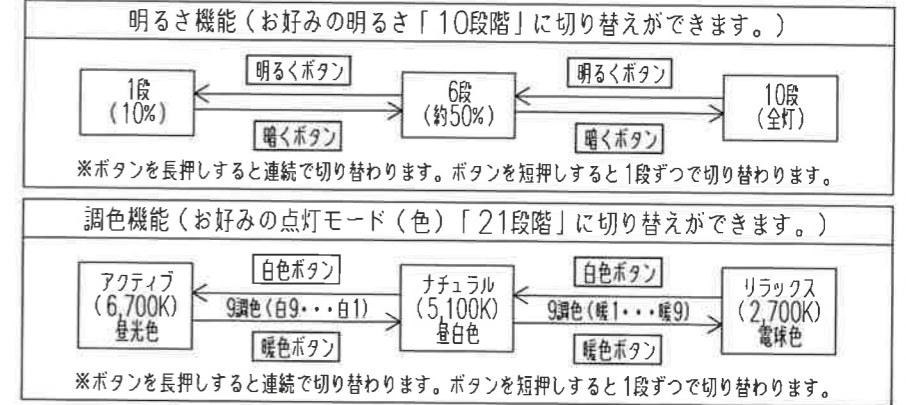 明るさ機能(お好みの明るさ「10段階」に切り替えができます。)
明るくボタン
明るくボタン
1段
(10%)
6段
(約50%)
10段
(全灯)
暗くボタン
暗くボタン
※ボタンを長押しすると連続で切り替わります。ボタンを短押しすると1段ずつで切り替わります。
調色機能(お好みの点灯モード(色)「21段階」に切り替えができます。)
白色ボタン
白色ボタン
アクティブ
(6,700K)
昼光色
9調色(白9・・・白1)
ナチュラル
(5,100K)
昼白色
9調色(暖1・・・暖9)
リラックス
(2,700K)
電球色
暖色ボタン
暖色ボタン
※ボタンを長押しすると連続で切り替わります。ボタンを短押しすると1段ずつで切り替わります。